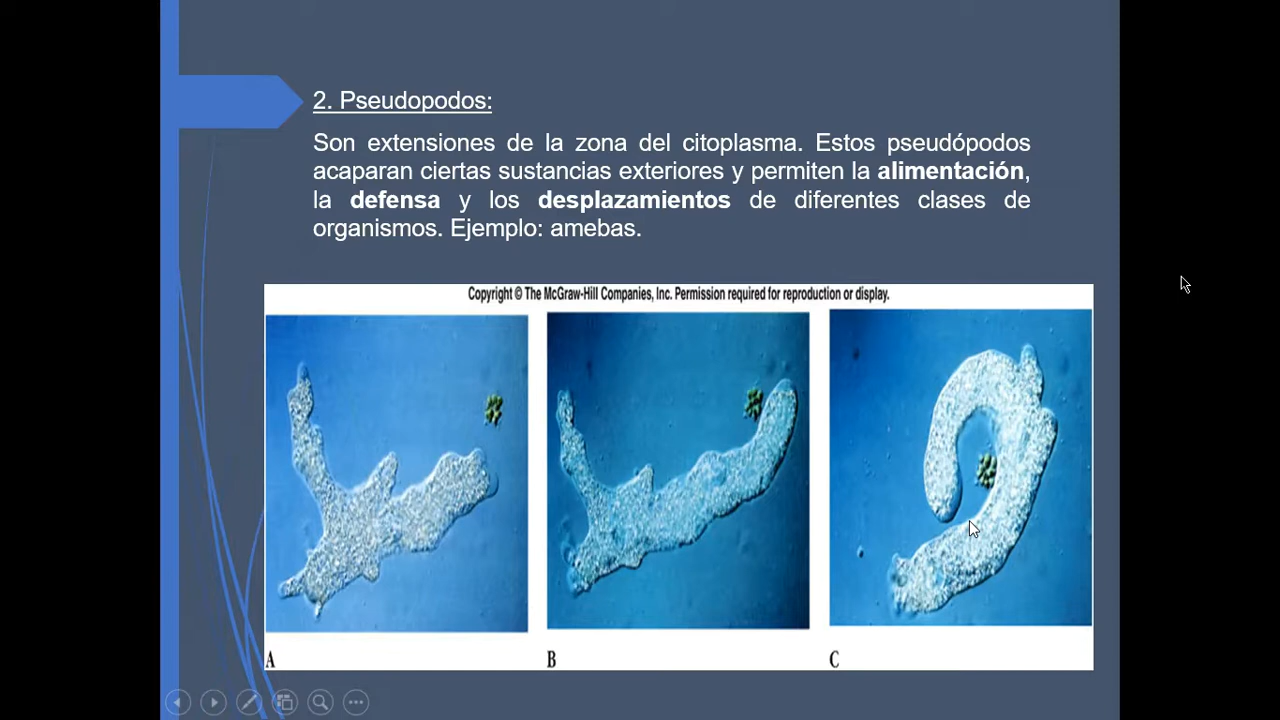 2. Pseudopodos:
Son extensiones de la zona del citoplasma. Estos pseudópodos
acaparan ciertas sustancias exteriores y permiten la alimentación,
la defensa y los desplazamientos de diferentes clases de
organismos. Ejemplo: amebas.
Copyright © The McGraw-Hill Companies, Inc. Permission required for reproduction or display.
A
B
C